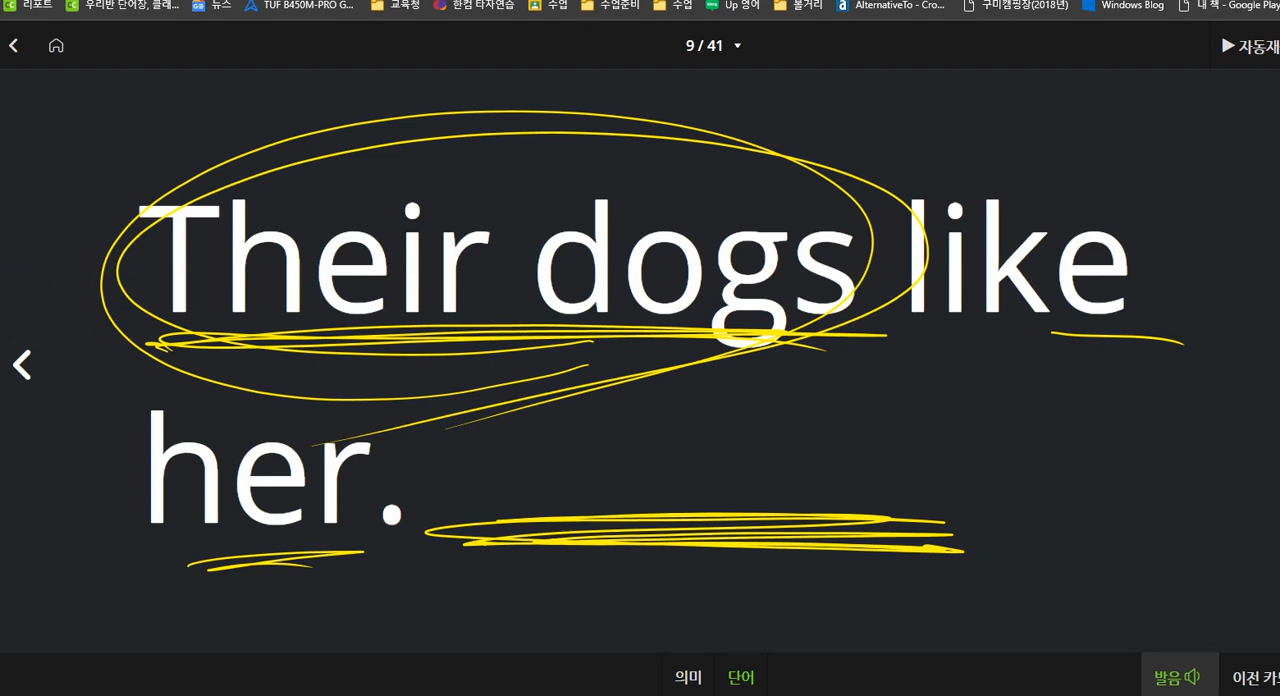 리포트 우리반 단어장, 클래... 뉴스 TUF B450M-PRO G... 교육청 한컴 타자연습 수업 수업준비 수업 Up 영어 볼거리 AlternativeTo - Cro... 구미캠핑장(2018년) Windows Blog 내 책 - Google Play
9 / 41 자동재
Their dogs like
her.
의미 단어 발음 이전 카드